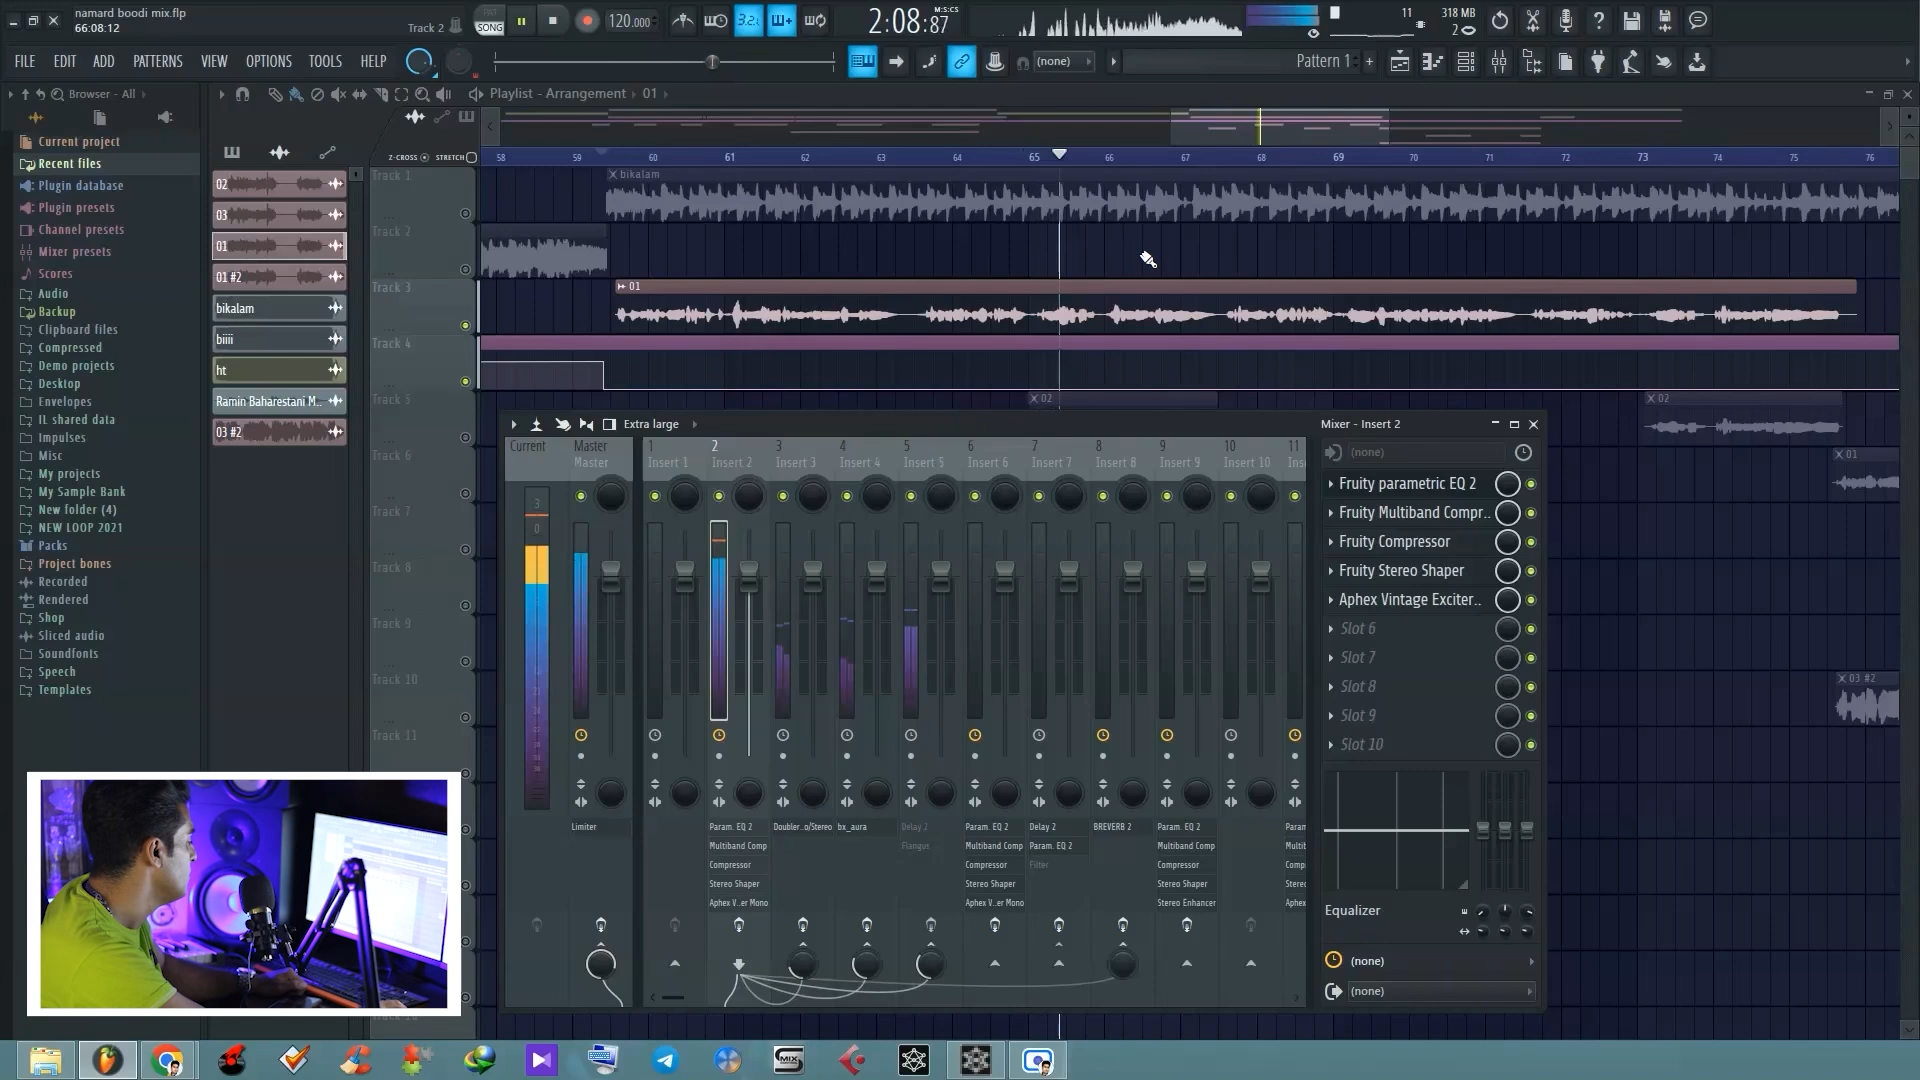 namard boodi mix.flp
66:08:12
Track 2
PAT
SONG
120.000
3.2.
2:08:87
M:S:CS
11
318 MB
2
FILE EDIT ADD PATTERNS VIEW OPTIONS TOOLS HELP
(none)
Pattern 1
Browser - All
Playlist - Arrangement › 01
Current project
Recent files
Plugin database
Plugin presets
Channel presets
Mixer presets
Scores
Audio
Backup
Clipboard files
Compressed
Demo projects
Desktop
Envelopes
IL shared data
Impulses
Misc
My projects
My Sample Bank
New folder (4)
NEW LOOP 2021
Packs
Project bones
Recorded
Rendered
Shop
Sliced audio
Soundfonts
Speech
Templates
02
03
01
01 #2
bikalam
biiii
ht
Ramin Baharestani M..
03 #2
Z-CROSS STRETCH
58 59 60 61 62 63 64 65 66 67 68 69 70 71 72 73 74 75 76
Track 1
bikalam
Track 2
Track 3
01
Track 4
Track 5
02
02
Track 6
01
Track 7
Track 8
Track 9
Track 10
03 #2
Track 11
Extra large
Mixer - Insert 2
Current Master 1 2 3 4 5 6 7 8 9 10 11
Master Insert 1 Insert 2 Insert 3 Insert 4 Insert 5 Insert 6 Insert 7 Insert 8 Insert 9 Insert 10 Ins
3
0
Limiter
Param. EQ 2
Multiband Comp
Compressor
Stereo Shaper
Aphex V..er Mono
Doubler..o/Stereo
bx_aura
Delay 2
Flangus
Param. EQ 2
Multiband Comp
Compressor
Stereo Shaper
Aphex V..er Mono
Delay 2
Param. EQ 2
Filter
BREVERB 2
Param. EQ 2
Multiband Comp
Compressor
Stereo Shaper
Stereo Enhancer
Param
Multib
Comp
Stere
Aphex
(none)
Fruity parametric EQ 2
Fruity Multiband Compr..
Fruity Compressor
Fruity Stereo Shaper
Aphex Vintage Exciter..
Slot 6
Slot 7
Slot 8
Slot 9
Slot 10
Equalizer
(none)
(none)
MIX